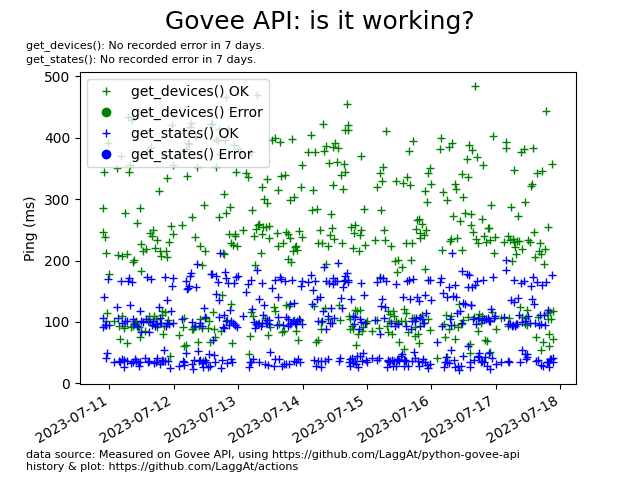 Govee API: is it working?
get_devices(): No recorded error in 7 days.
get_states(): No recorded error in 7 days.
get_devices() OK
get_devices() Error
get_states() OK
get_states() Error
Ping (ms)
500
400
300
200
100
0
2023-07-11
2023-07-12
2023-07-13
2023-07-14
2023-07-15
2023-07-16
2023-07-17
2023-07-18
data source: Measured on Govee API, using https://github.com/LaggAt/python-govee-api
history & plot: https://github.com/LaggAt/actions